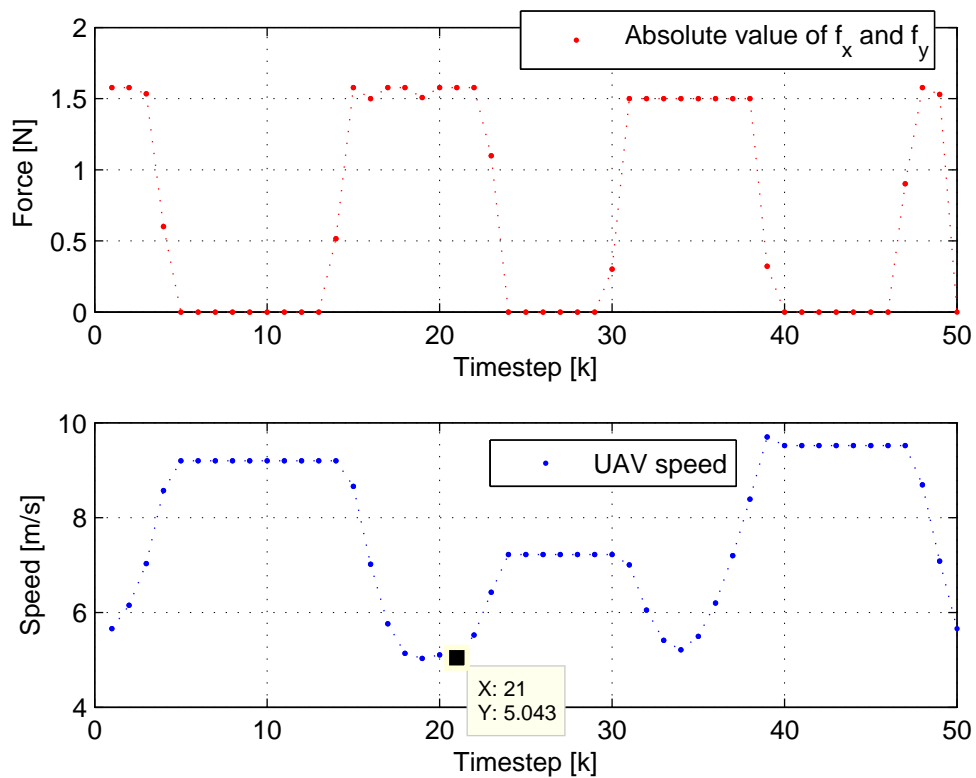 Absolute value of f_x and f_y
2
1.5
1
0.5
0
Force [N]
0 10 20 30 40 50
Timestep [k]
UAV speed
10
8
6
4
Speed [m/s]
X: 21
Y: 5.043
0 10 20 30 40 50
Timestep [k]